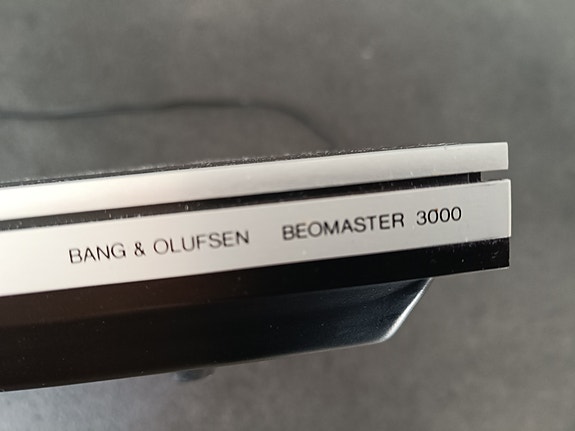 BANG & OLUFSEN BEOMASTER 3000